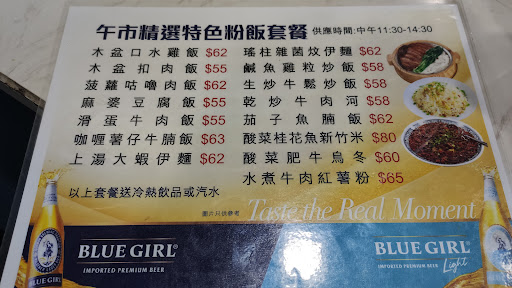 午市精選特色粉飯套餐 供應時間:中午11:30-14:30
木盆口水雞飯 $62
木盆扣肉飯 $55
菠蘿咕嚕肉飯 $62
麻婆豆腐飯 $55
滑蛋牛肉飯 $55
咖喱薯仔牛腩飯 $63
上湯大蝦伊麵 $62
以上套餐送冷熱飲品或汽水
瑤柱雜菌炆伊麵 $62
鹹魚雞粒炒飯 $58
生炒牛鬆炒飯 $58
乾炒牛肉河 $58
茄子魚腩飯 $62
酸菜桂花魚新竹米 $80
酸菜肥牛烏冬 $60
水煮牛肉紅薯粉 $65
圖片只供參考
Taste the Real Moment
BLUE GIRL®
IMPORTED PREMIUM BEER
BLUE GIRL®
IMPORTED PREMIUM BEER Light